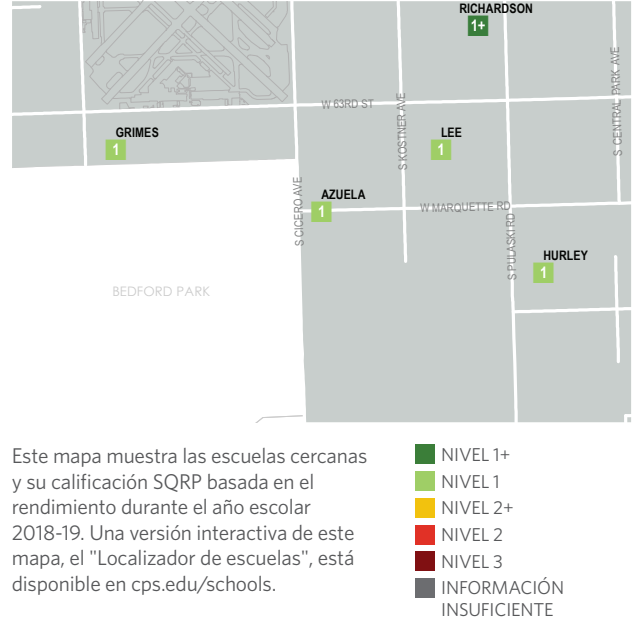 RICHARDSON
1+
W 63RD ST
S CENTRAL PARK AVE
S KOSTNER AVE
GRIMES
1
LEE
1
S CICERO AVE
AZUELA
1
W MARQUETTE RD
S PULASKI RD
HURLEY
1
BEDFORD PARK
Este mapa muestra las escuelas cercanas
y su calificación SQRP basada en el
rendimiento durante el año escolar
2018-19. Una versión interactiva de este
mapa, el "Localizador de escuelas", está
disponible en cps.edu/schools.
NIVEL 1+
NIVEL 1
NIVEL 2+
NIVEL 2
NIVEL 3
INFORMACIÓN
INSUFICIENTE